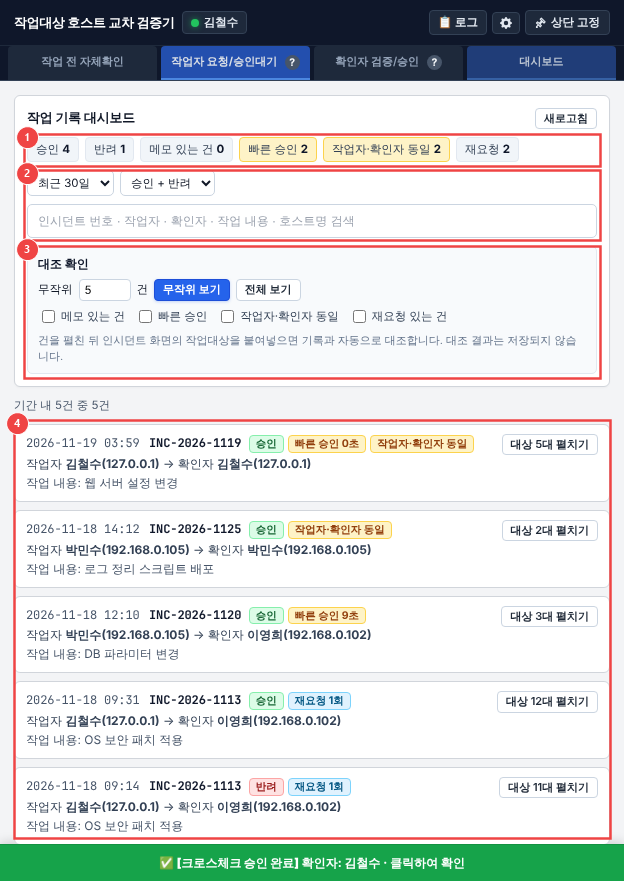 작업대상 호스트 교차 검증기 김철수 📋 로그 ⚙ 📌 상단 고정
작업 전 자체확인 작업자 요청/승인대기 ? 확인자 검증/승인 ? 대시보드
작업 기록 대시보드 새로고침
1
승인 4 반려 1 메모 있는 건 0 빠른 승인 2 작업자·확인자 동일 2 재요청 2
2
최근 30일 승인 + 반려
인시던트 번호 · 작업자 · 확인자 · 작업 내용 · 호스트명 검색
3
대조 확인
무작위 5 건 무작위 보기 전체 보기
메모 있는 건 빠른 승인 작업자·확인자 동일 재요청 있는 건
건을 펼친 뒤 인시던트 화면의 작업대상을 붙여넣으면 기록과 자동으로 대조합니다. 대조 결과는 저장되지 않습
니다.
기간 내 5건 중 5건
4
2026-11-19 03:59 INC-2026-1119 승인 빠른 승인 0초 작업자·확인자 동일 대상 5대 펼치기
작업자 김철수(127.0.0.1) → 확인자 김철수(127.0.0.1)
작업 내용: 웹 서버 설정 변경
2026-11-18 14:12 INC-2026-1125 승인 작업자·확인자 동일 대상 2대 펼치기
작업자 박민수(192.168.0.105) → 확인자 박민수(192.168.0.105)
작업 내용: 로그 정리 스크립트 배포
2026-11-18 12:10 INC-2026-1120 승인 빠른 승인 9초 대상 3대 펼치기
작업자 박민수(192.168.0.105) → 확인자 이영희(192.168.0.102)
작업 내용: DB 파라미터 변경
2026-11-18 09:31 INC-2026-1113 승인 재요청 1회 대상 12대 펼치기
작업자 김철수(127.0.0.1) → 확인자 이영희(192.168.0.102)
작업 내용: OS 보안 패치 적용
2026-11-18 09:14 INC-2026-1113 반려 재요청 1회 대상 11대 펼치기
작업자 김철수(127.0.0.1) → 확인자 이영희(192.168.0.102)
작업 내용: OS 보안 패치 적용
✅ [크로스체크 승인 완료] 확인자: 김철수 · 클릭하여 확인